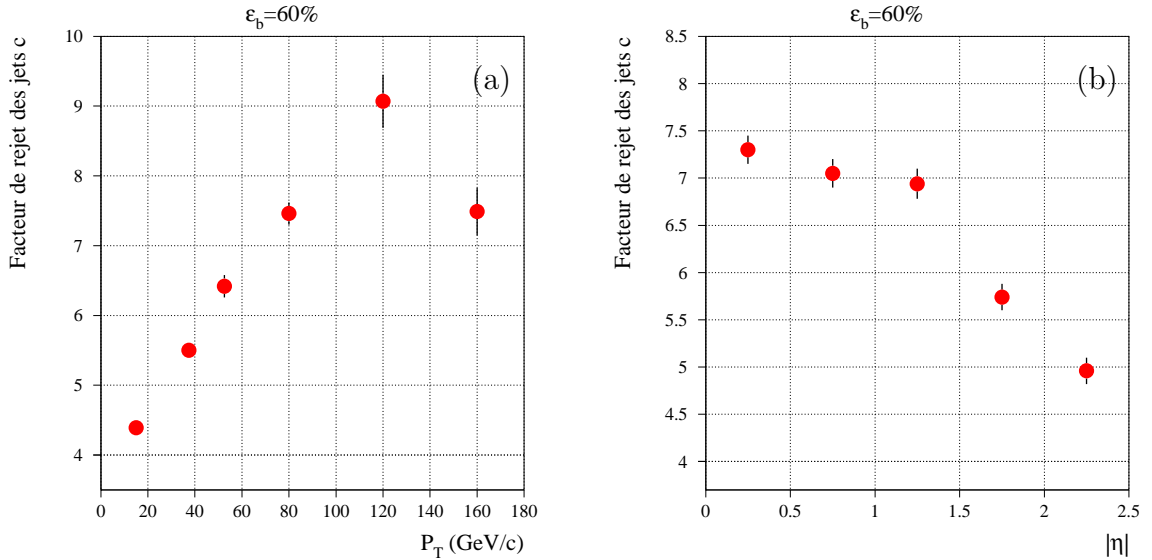 ε_b=60%
Facteur de rejet des jets c
(a)
10
9
8
7
6
5
4
0 20 40 60 80 100 120 140 160 180
P_T (GeV/c)
ε_b=60%
Facteur de rejet des jets c
(b)
8.5
8
7.5
7
6.5
6
5.5
5
4.5
4
0 0.5 1 1.5 2 2.5
|η|